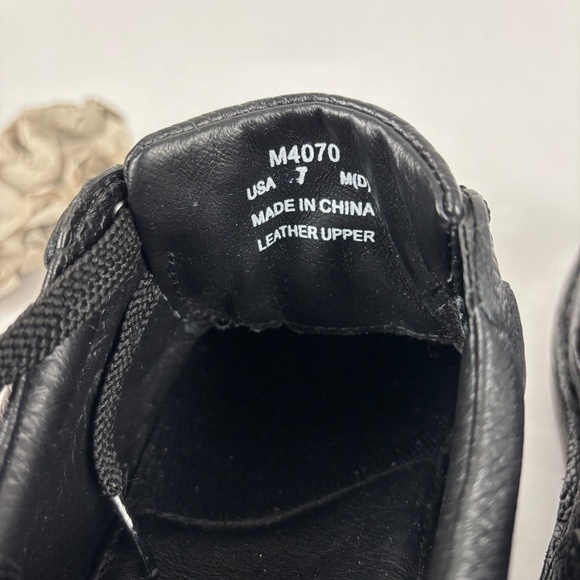 M4070
USA 7 M(D)
MADE IN CHINA
LEATHER UPPER